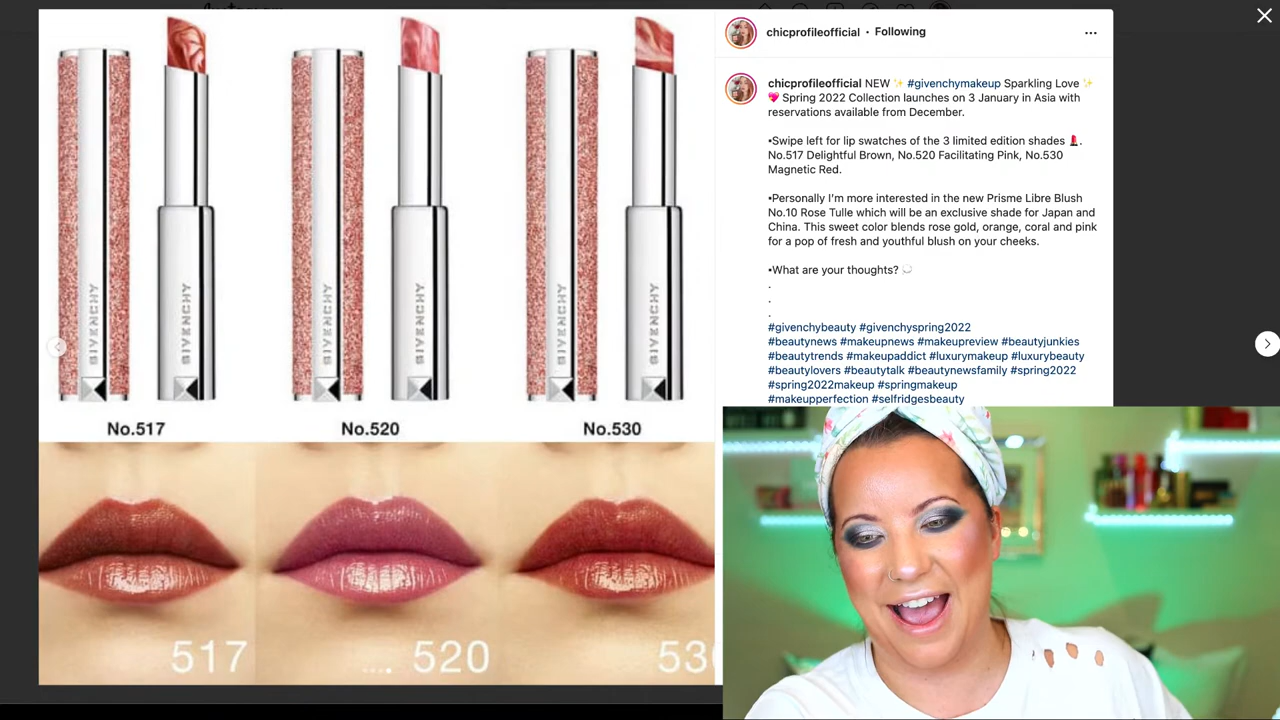 GIVENCHY
GIVENCHY
GIVENCHY
No.517
No.520
No.530
517
.... 520
530
chicprofileofficial • Following
...
chicprofileofficial NEW ✨ #givenchymakeup Sparkling Love ✨
💖 Spring 2022 Collection launches on 3 January in Asia with
reservations available from December.
•Swipe left for lip swatches of the 3 limited edition shades 💄.
No.517 Delightful Brown, No.520 Facilitating Pink, No.530
Magnetic Red.
•Personally I'm more interested in the new Prisme Libre Blush
No.10 Rose Tulle which will be an exclusive shade for Japan and
China. This sweet color blends rose gold, orange, coral and pink
for a pop of fresh and youthful blush on your cheeks.
•What are your thoughts? 💭
.
.
.
#givenchybeauty #givenchyspring2022
#beautynews #makeupnews #makeupreview #beautyjunkies
#beautytrends #makeupaddict #luxurymakeup #luxurybeauty
#beautylovers #beautytalk #beautynewsfamily #spring2022
#spring2022makeup #springmakeup
#makeupperfection #selfridgesbeauty